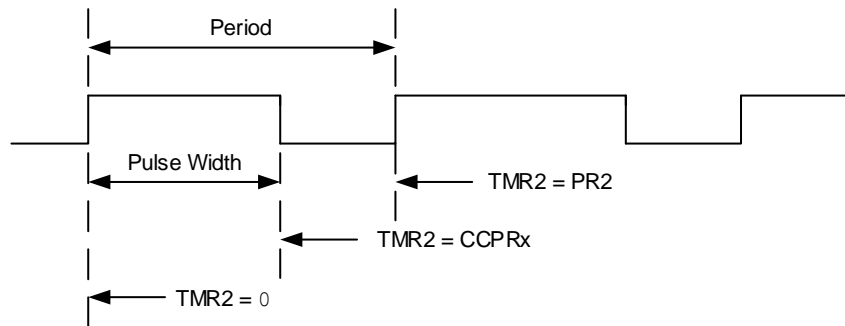 Period
Pulse Width
TMR2 = PR2
TMR2 = CCPRx
TMR2 = 0